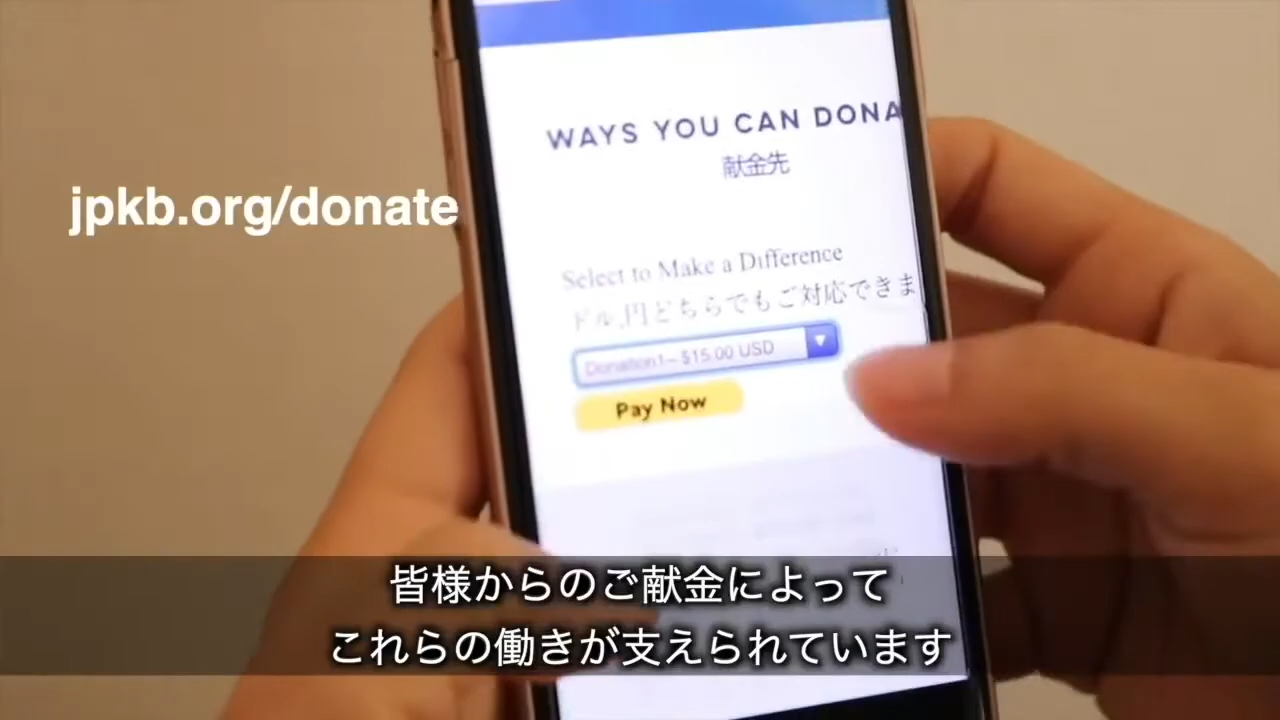 WAYS YOU CAN DONA
献金先
jpkb.org/donate
Select to Make a Difference
ドル,円どちらでもご対応できま
Donation1– $15.00 USD
Pay Now
皆様からのご献金によって
これらの働きが支えられています